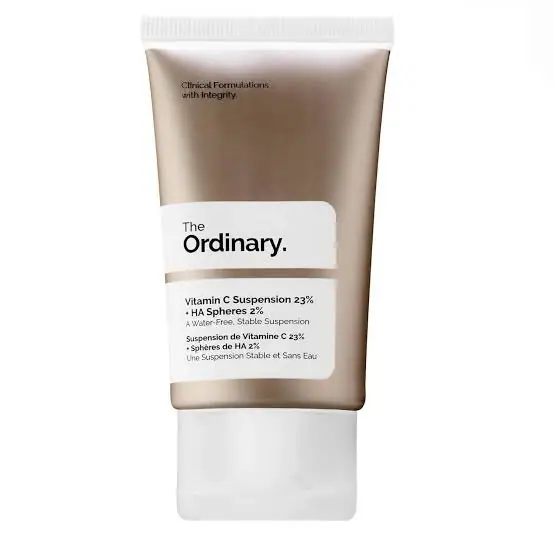 Clinical Formulations
with Integrity.
The
Ordinary.
Vitamin C Suspension 23%
+ HA Spheres 2%
A Water-Free, Stable Suspension
Suspension de Vitamine C 23%
+ Sphères de HA 2%
Une Suspension Stable et Sans Eau